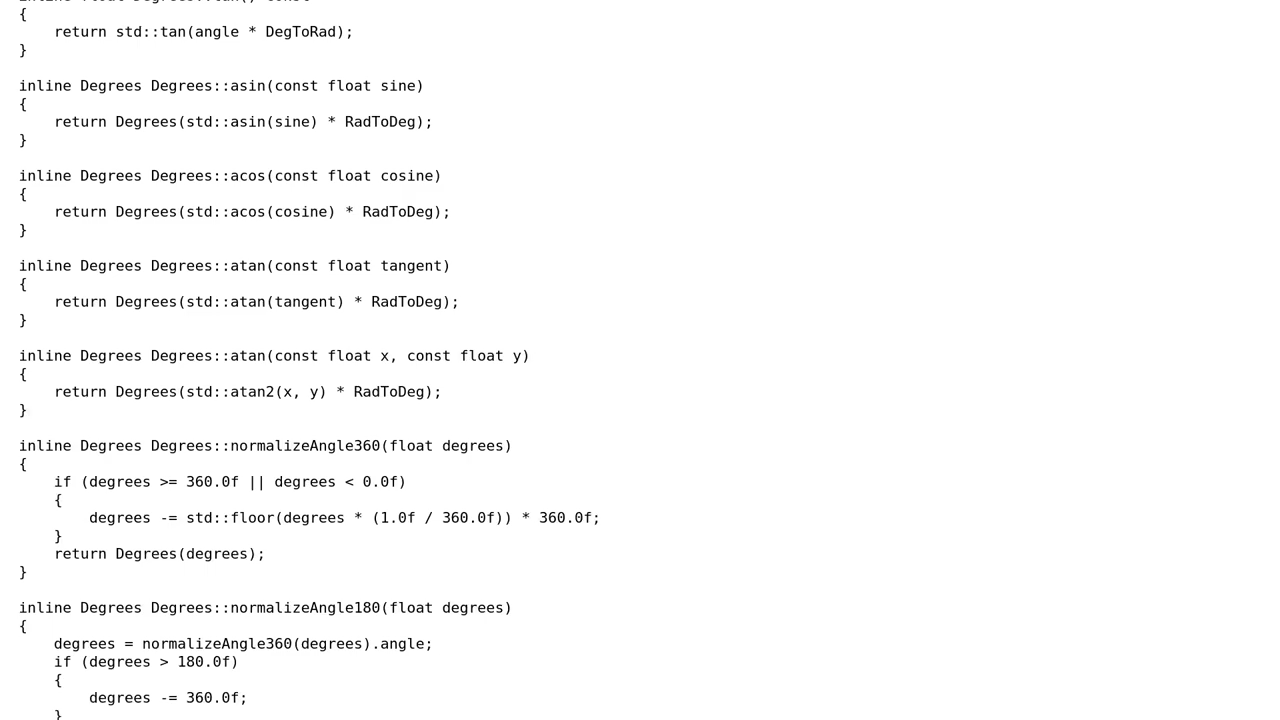 {
    return std::tan(angle * DegToRad);
}

inline Degrees Degrees::asin(const float sine)
{
    return Degrees(std::asin(sine) * RadToDeg);
}

inline Degrees Degrees::acos(const float cosine)
{
    return Degrees(std::acos(cosine) * RadToDeg);
}

inline Degrees Degrees::atan(const float tangent)
{
    return Degrees(std::atan(tangent) * RadToDeg);
}

inline Degrees Degrees::atan(const float x, const float y)
{
    return Degrees(std::atan2(x, y) * RadToDeg);
}

inline Degrees Degrees::normalizeAngle360(float degrees)
{
    if (degrees >= 360.0f || degrees < 0.0f)
    {
        degrees -= std::floor(degrees * (1.0f / 360.0f)) * 360.0f;
    }
    return Degrees(degrees);
}

inline Degrees Degrees::normalizeAngle180(float degrees)
{
    degrees = normalizeAngle360(degrees).angle;
    if (degrees > 180.0f)
    {
        degrees -= 360.0f;
    }